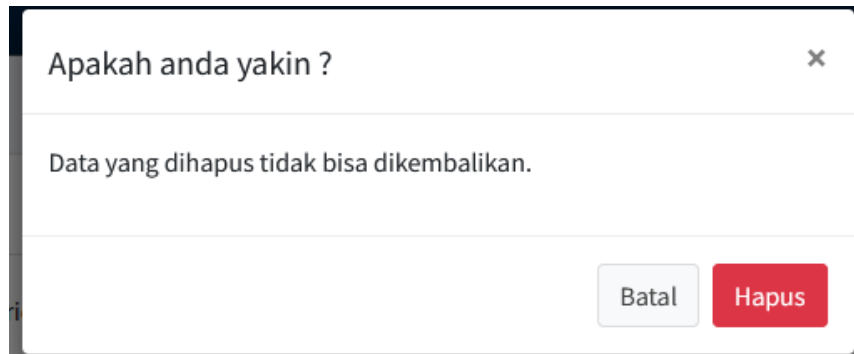 Apakah anda yakin ?
×
Data yang dihapus tidak bisa dikembalikan.
Batal
Hapus